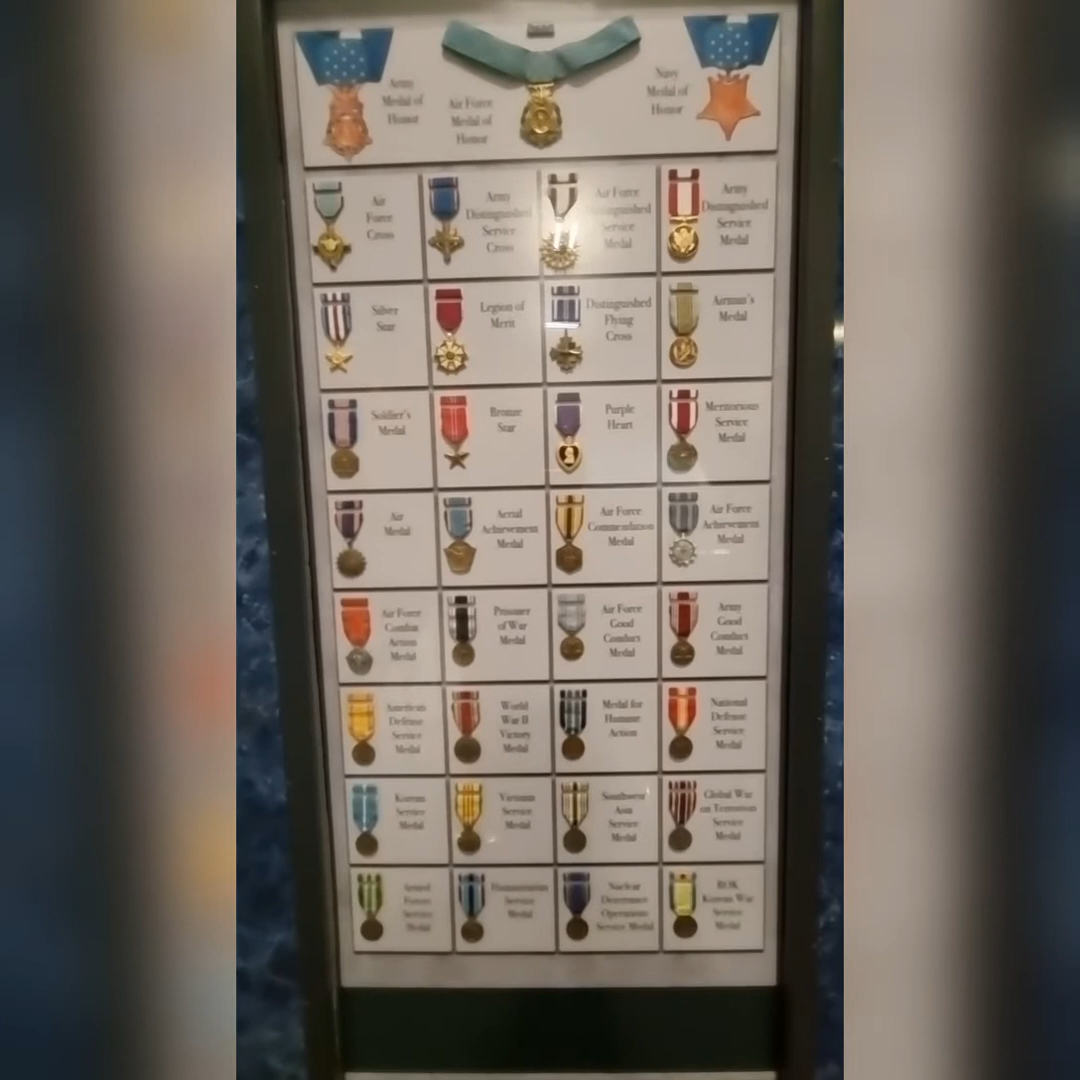 Army
Medal of
Honor
Air Force
Medal of
Honor
Navy
Medal of
Honor
Air
Force
Cross
Army
Distinguished
Service
Cross
Air Force
Distinguished
Service
Medal
Army
Distinguished
Service
Medal
Silver
Star
Legion of
Merit
Distinguished
Flying
Cross
Airman's
Medal
Soldier's
Medal
Bronze
Star
Purple
Heart
Meritorious
Service
Medal
Air
Medal
Aerial
Achievement
Medal
Air Force
Commendation
Medal
Air Force
Achievement
Medal
Air Force
Combat
Action
Medal
Prisoner
of War
Medal
Air Force
Good
Conduct
Medal
Army
Good
Conduct
Medal
American
Defense
Service
Medal
World
War II
Victory
Medal
Medal for
Humane
Action
National
Defense
Service
Medal
Korean
Service
Medal
Vietnam
Service
Medal
Southwest
Asia
Service
Medal
Global War
on Terrorism
Service
Medal
Armed
Forces
Service
Medal
Humanitarian
Service
Medal
Nuclear
Deterrence
Operations
Service Medal
ROK
Korean War
Service
Medal